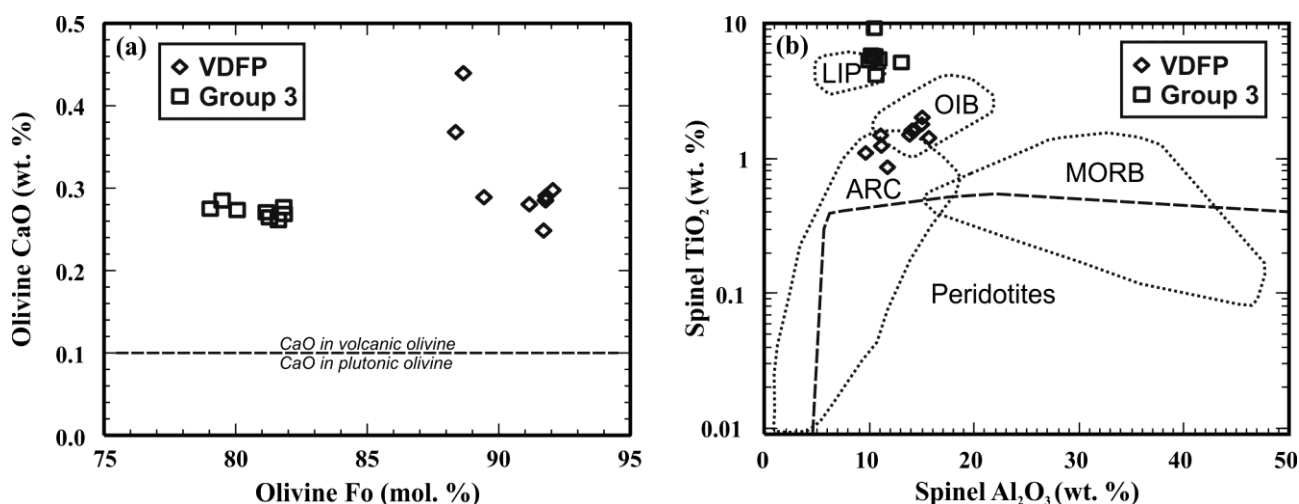 (a)
VDFP
Group 3
CaO in volcanic olivine
CaO in plutonic olivine
0.5
0.4
0.3
0.2
0.1
0.0
75
80
85
90
95
Olivine CaO (wt. %)
Olivine Fo (mol. %)
(b)
VDFP
Group 3
LIP
OIB
ARC
MORB
Peridotites
10
1
0.1
0.01
0
10
20
30
40
50
Spinel TiO₂ (wt. %)
Spinel Al₂O₃ (wt. %)